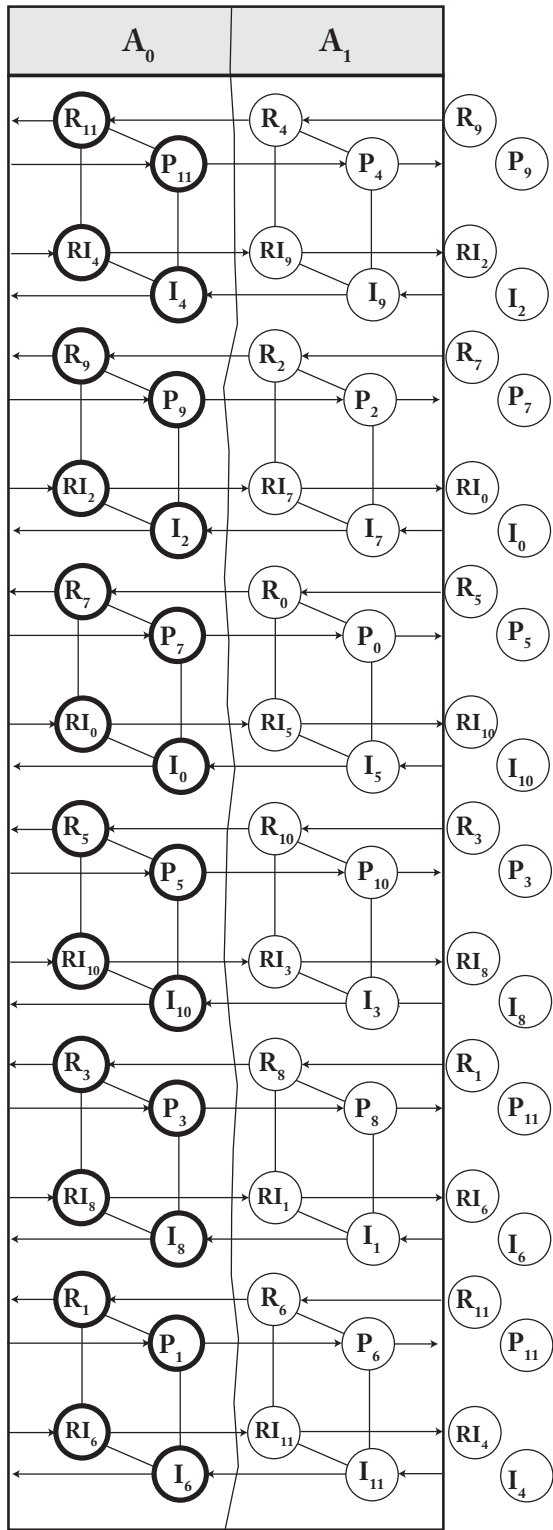 A₀ A₁
R₁₁ R₄ R₉
P₁₁ P₄ P₉
RI₄ RI₉ RI₂
I₄ I₉ I₂
R₉ R₂ R₇
P₉ P₂ P₇
RI₂ RI₇ RI₀
I₂ I₇ I₀
R₇ R₀ R₅
P₇ P₀ P₅
RI₀ RI₅ RI₁₀
I₀ I₅ I₁₀
R₅ R₁₀ R₃
P₅ P₁₀ P₃
RI₁₀ RI₃ RI₈
I₁₀ I₃ I₈
R₃ R₈ R₁
P₃ P₈ P₁₁
RI₈ RI₁ RI₆
I₈ I₁ I₆
R₁ R₆ R₁₁
P₁ P₆ P₁₁
RI₆ RI₁₁ RI₄
I₆ I₁₁ I₄